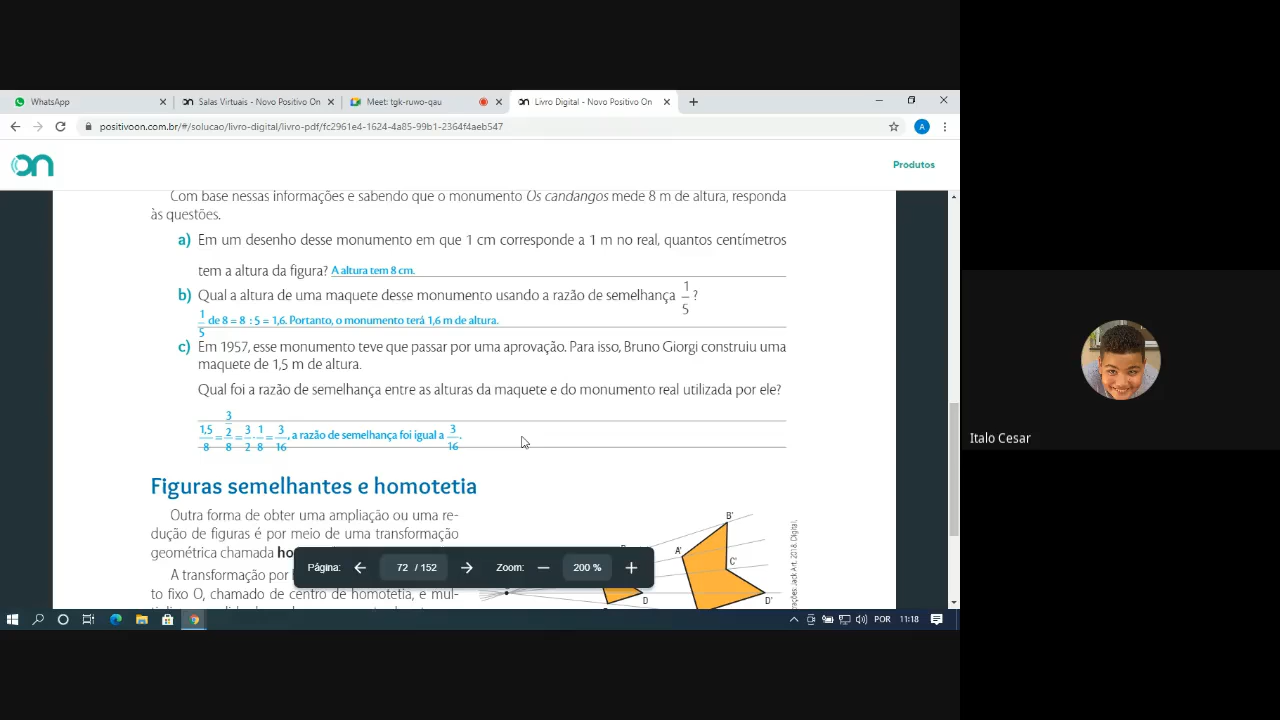 WhatsApp
Salas Virtuais - Novo Positivo On
Meet: tgk-ruwo-qau
Livro Digital - Novo Positivo On
positivoon.com.br/#/solucao/livro-digital/livro-pdf/fc2961e4-1624-4a85-99b1-2364f4aeb547
A
on
Produtos
Com base nessas informações e sabendo que o monumento Os candangos mede 8 m de altura, responda
às questões.
a) Em um desenho desse monumento em que 1 cm corresponde a 1 m no real, quantos centímetros
tem a altura da figura? A altura tem 8 cm.
b) Qual a altura de uma maquete desse monumento usando a razão de semelhança 1/5?
1/5 de 8 = 8 : 5 = 1,6. Portanto, o monumento terá 1,6 m de altura.
c) Em 1957, esse monumento teve que passar por uma aprovação. Para isso, Bruno Giorgi construiu uma
maquete de 1,5 m de altura.
Qual foi a razão de semelhança entre as alturas da maquete e do monumento real utilizada por ele?
1,5/8 = 3/2/8 = 3/2 · 1/8 = 3/16, a razão de semelhança foi igual a 3/16.
Figuras semelhantes e homotetia
Outra forma de obter uma ampliação ou uma re-
dução de figuras é por meio de uma transformação
geométrica chamada
A transformação por
to fixo O, chamado de centro de homotetia, e mul-
B'
A'
C'
D
D'
Jack Art. 2018. Digital.
Página: 72 / 152 Zoom: 200 %
POR 11:18
Italo Cesar